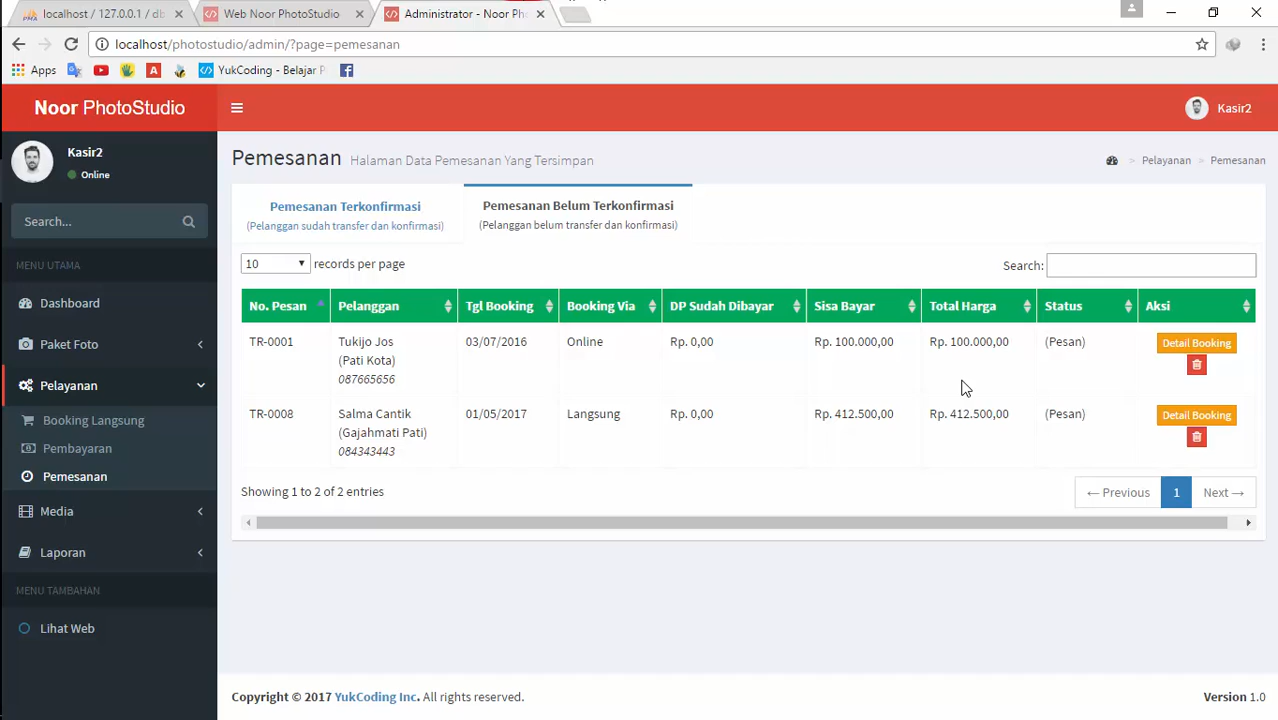 localhost / 127.0.0.1 / db
Web Noor PhotoStudio
Administrator - Noor Pho
localhost/photostudio/admin/?page=pemesanan
Apps
YukCoding - Belajar P
Noor PhotoStudio
Kasir2
Kasir2
Online
Search...
MENU UTAMA
Dashboard
Paket Foto
Pelayanan
Booking Langsung
Pembayaran
Pemesanan
Media
Laporan
MENU TAMBAHAN
Lihat Web
Pemesanan Halaman Data Pemesanan Yang Tersimpan
> Pelayanan > Pemesanan
Pemesanan Terkonfirmasi
(Pelanggan sudah transfer dan konfirmasi)
Pemesanan Belum Terkonfirmasi
(Pelanggan belum transfer dan konfirmasi)
10 records per page
Search:
No. Pesan Pelanggan Tgl Booking Booking Via DP Sudah Dibayar Sisa Bayar Total Harga Status Aksi
TR-0001 Tukijo Jos 03/07/2016 Online Rp. 0,00 Rp. 100.000,00 Rp. 100.000,00 (Pesan) Detail Booking
(Pati Kota)
087665656
TR-0008 Salma Cantik 01/05/2017 Langsung Rp. 0,00 Rp. 412.500,00 Rp. 412.500,00 (Pesan) Detail Booking
(Gajahmati Pati)
084343443
Showing 1 to 2 of 2 entries
← Previous 1 Next →
Copyright © 2017 YukCoding Inc. All rights reserved.
Version 1.0